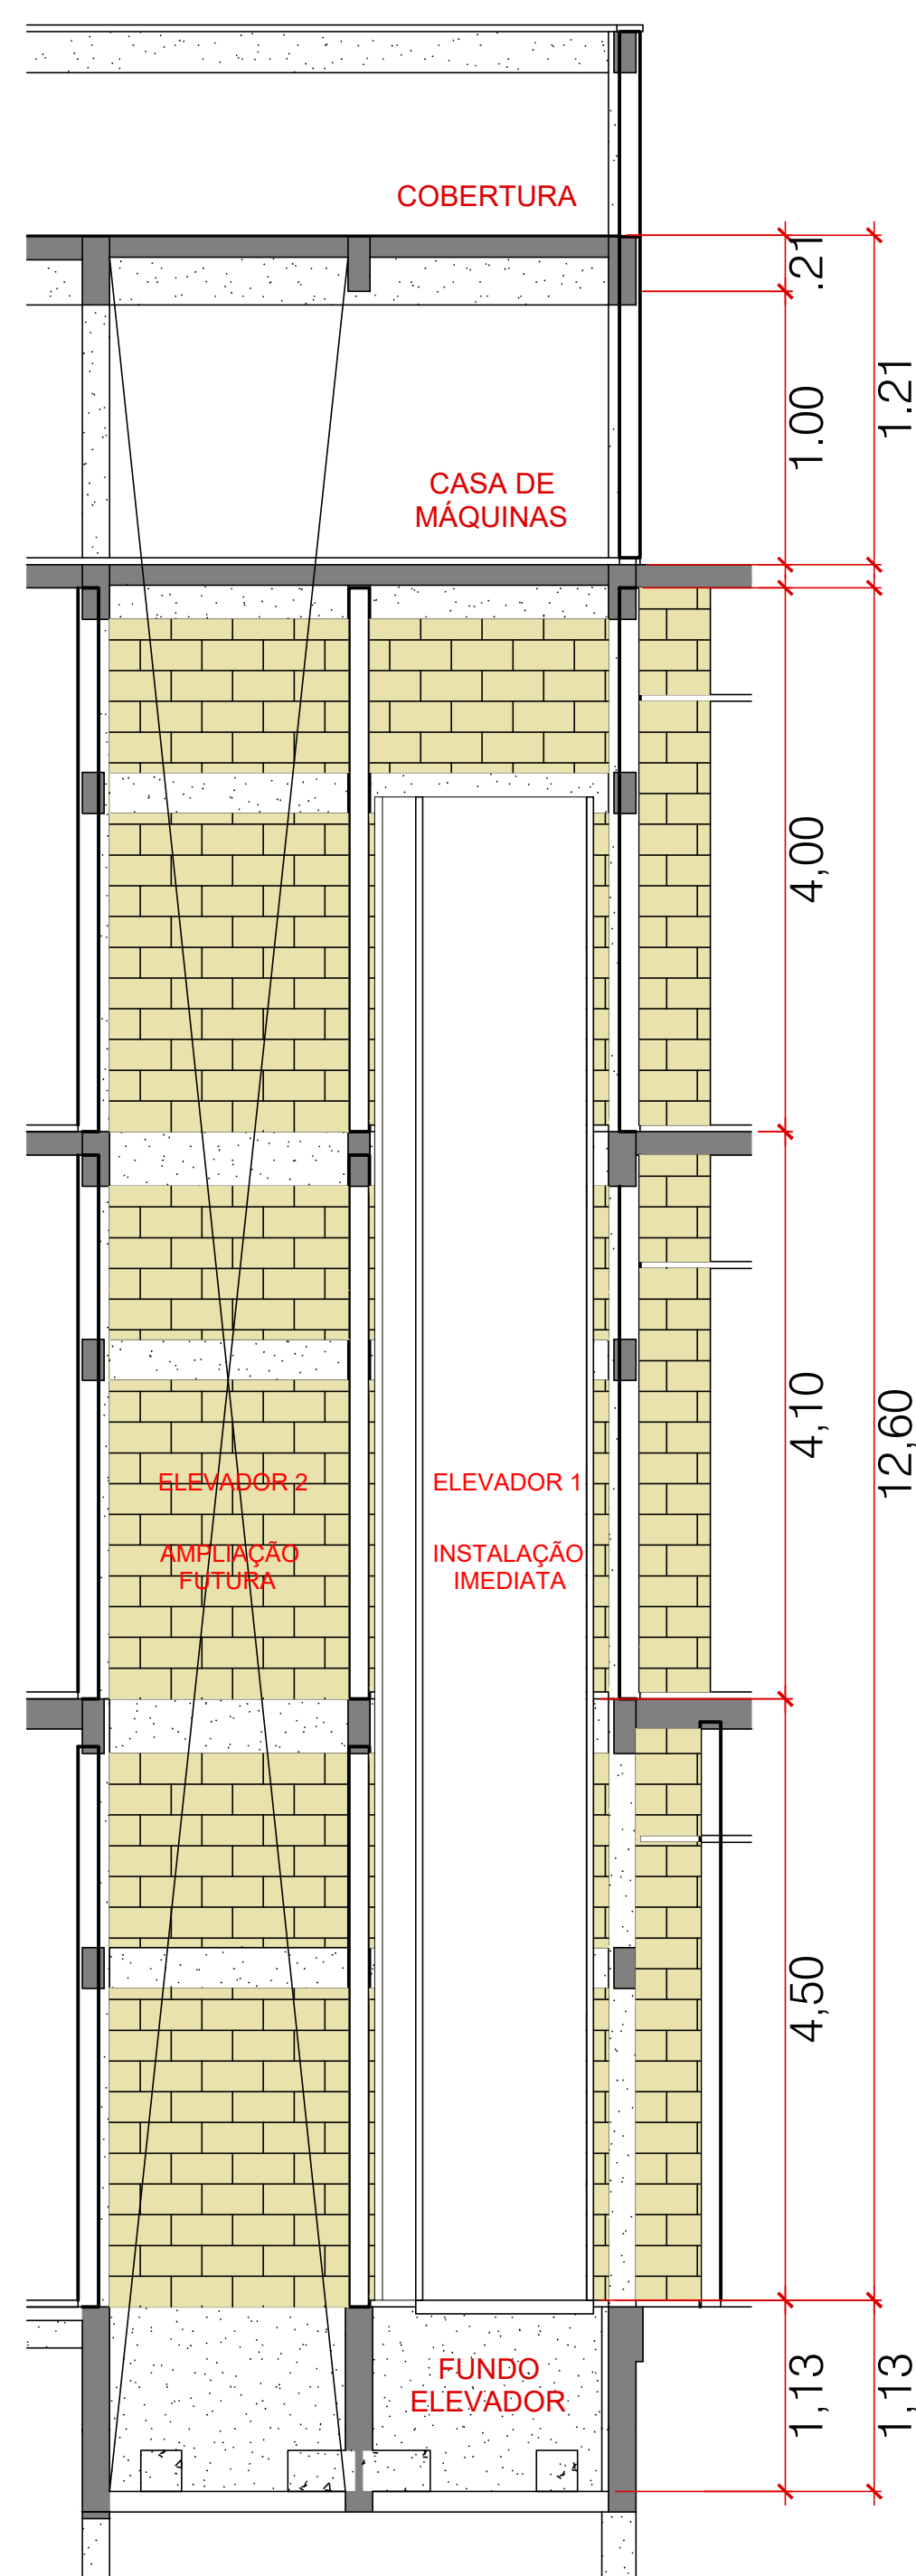 COBERTURA
.21
1.21
1.00
CASA DE
MÁQUINAS
4,00
4,10
12,60
ELEVADOR 2
ELEVADOR 1
AMPLIAÇÃO
FUTURA
INSTALAÇÃO
IMEDIATA
4,50
FUNDO
ELEVADOR
1,13
1,13